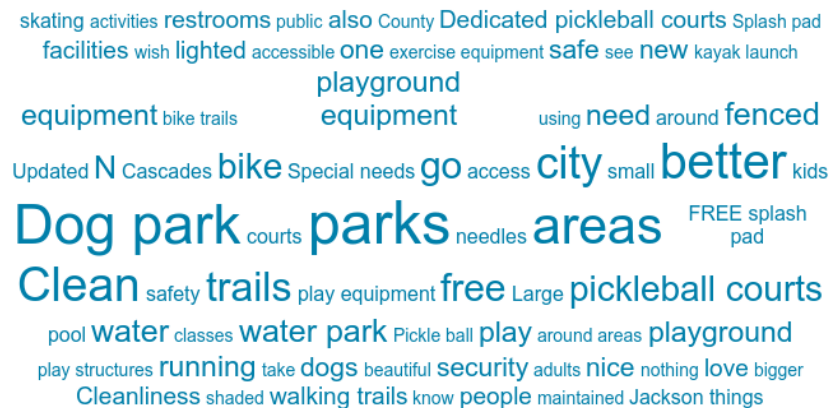 skating activities restrooms public also County Dedicated pickleball courts Splash pad
facilities wish lighted accessible one exercise equipment safe see new kayak launch
playground
equipment bike trails equipment using need around fenced
Updated N Cascades bike Special needs go access city small better kids
Dog park courts parks needles areas FREE splash
pad
Clean safety trails play equipment free Large pickleball courts
pool water classes water park Pickle ball play around areas playground
play structures running take dogs beautiful security adults nice nothing love bigger
Cleanliness shaded walking trails know people maintained Jackson things